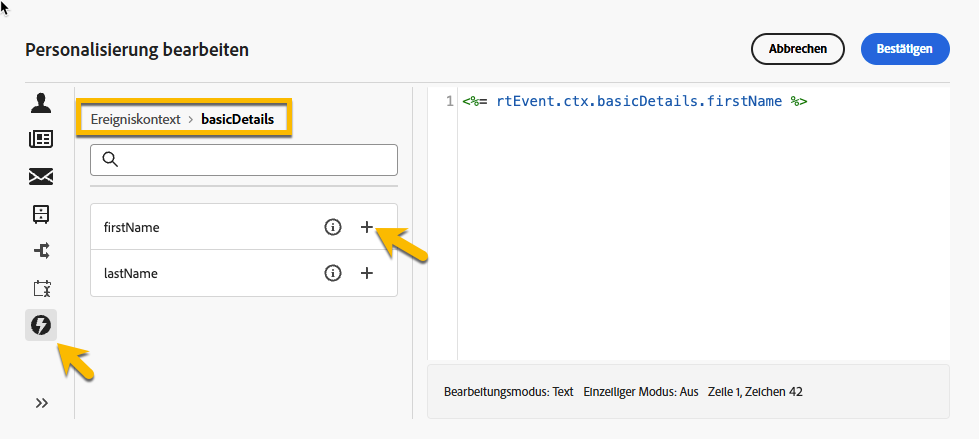 Personalisierung bearbeiten
Abbrechen
Bestätigen
Ereigniskontext > basicDetails
firstName
lastName
1 <%= rtEvent.ctx.basicDetails.firstName %>
Bearbeitungsmodus: Text Einzeiliger Modus: Aus Zeile 1, Zeichen 42